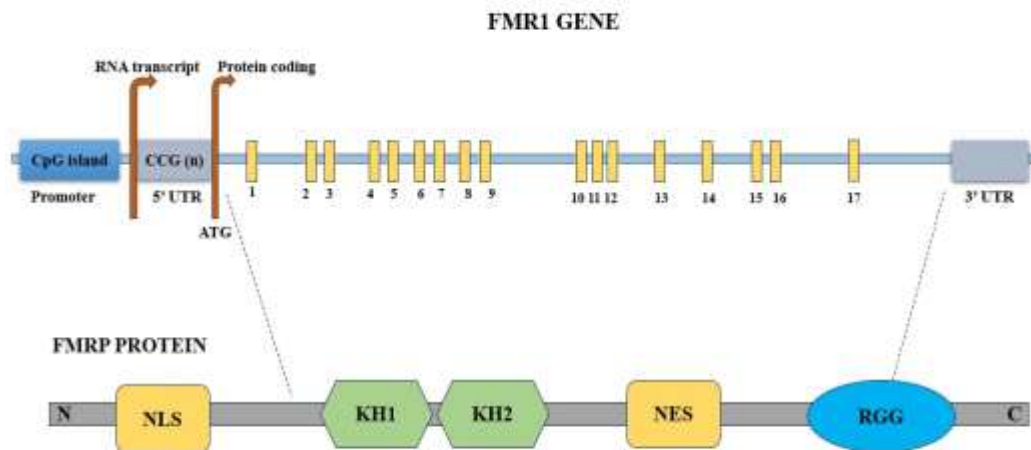 FMR1 GENE
RNA transcript Protein coding
CpG island CCG (n)
1 2 3 4 5 6 7 8 9 10 11 12 13 14 15 16 17
Promoter 5' UTR 3' UTR
ATG
FMRP PROTEIN
N NLS KH1 KH2 NES RGG C